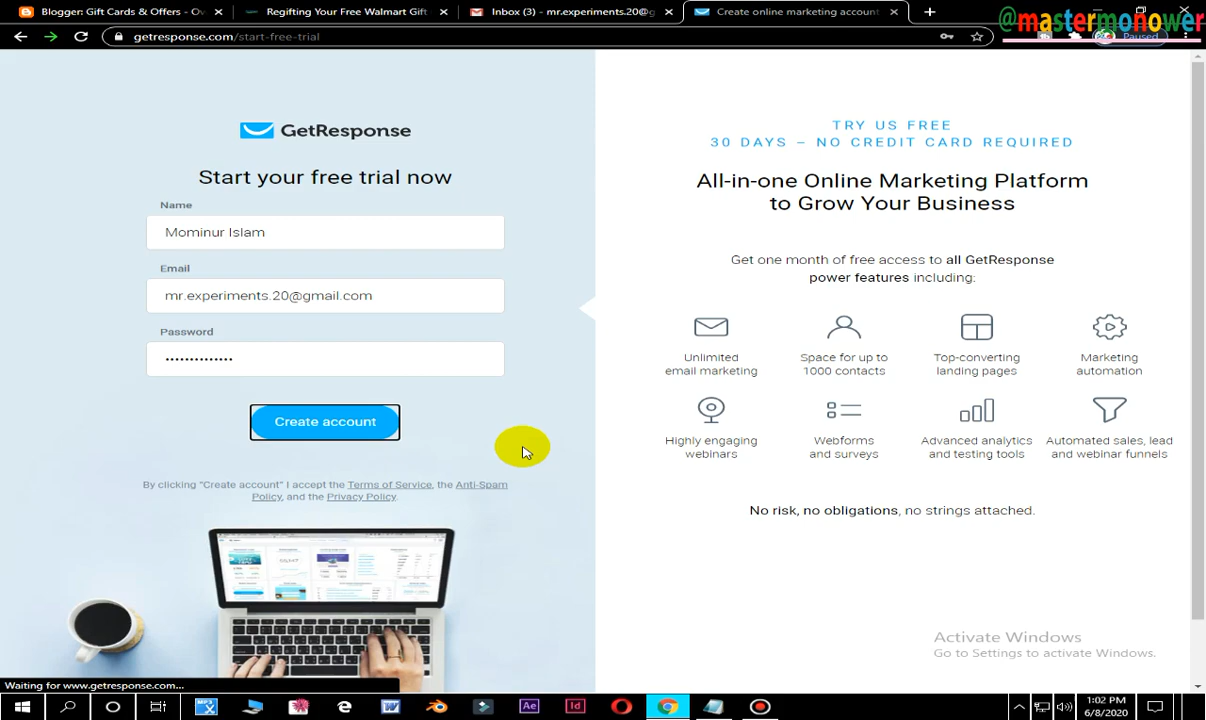 Blogger: Gift Cards & Offers - Ov
Regifting Your Free Walmart Gift
Inbox (3) - mr.experiments.20@g
Create online marketing account
@mastermonower
getresponse.com/start-free-trial
Paused
GetResponse
Start your free trial now
Name
Mominur Islam
Email
mr.experiments.20@gmail.com
Password
••••••••••••••
Create account
By clicking "Create account" I accept the Terms of Service, the Anti-Spam
Policy, and the Privacy Policy.
TRY US FREE
30 DAYS – NO CREDIT CARD REQUIRED
All-in-one Online Marketing Platform
to Grow Your Business
Get one month of free access to all GetResponse
power features including:
Unlimited
email marketing
Space for up to
1000 contacts
Top-converting
landing pages
Marketing
automation
Highly engaging
webinars
Webforms
and surveys
Advanced analytics
and testing tools
Automated sales, lead
and webinar funnels
No risk, no obligations, no strings attached.
Activate Windows
Go to Settings to activate Windows.
Waiting for www.getresponse.com...
1:02 PM
6/8/2020